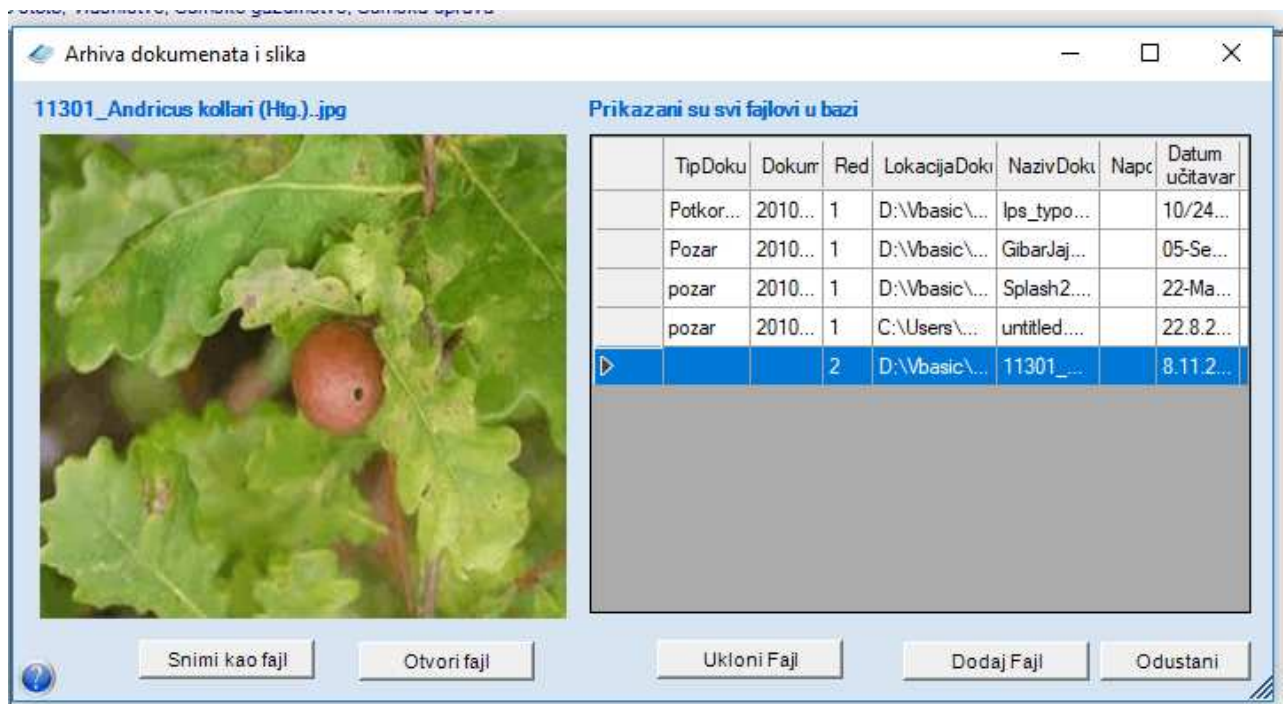 Arhiva dokumenata i slika
11301_Andricus kollari (Htg.)..jpg
Prikazani su svi fajlovi u bazi
TipDoku Dokum Red LokacijaDoku NazivDoku Napo Datum
učitavar
Potkor... 2010... 1 D:\Vbasic\... Ips_typo... 10/24...
Pozar 2010... 1 D:\Vbasic\... GibarJaj... 05-Se...
pozar 2010... 1 D:\Vbasic\... Splash2.... 22-Ma...
pozar 2010... 1 C:\Users\... untitled.... 22.8.2...
2 D:\Vbasic\... 11301_... 8.11.2...
Snimi kao fajl Otvori fajl Ukloni Fajl Dodaj Fajl Odustani
?